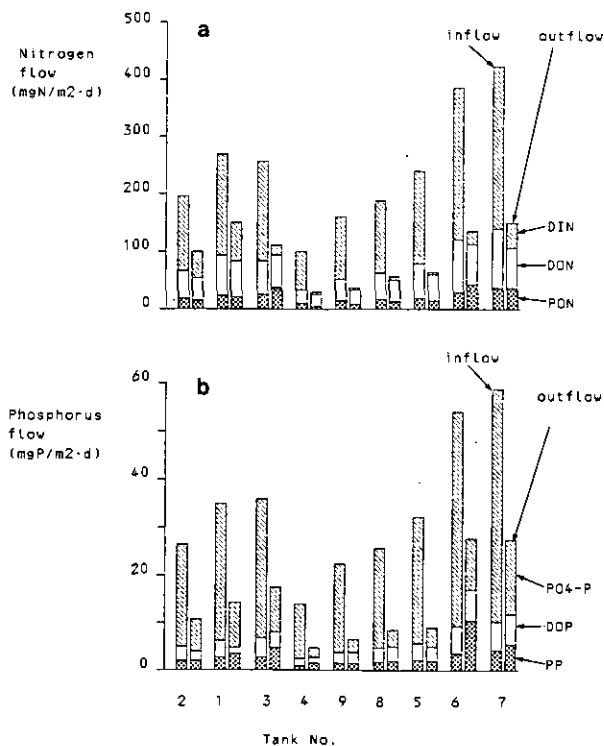 a
Nitrogen
flow
(mgN/m2·d)
500
400
300
200
100
0
inflow
outflow
DIN
DON
PON
b
Phosphorus
flow
(mgP/m2·d)
60
40
20
0
inflow
outflow
PO4-P
DOP
PP
2 1 3 4 9 8 5 6 7
Tank No.